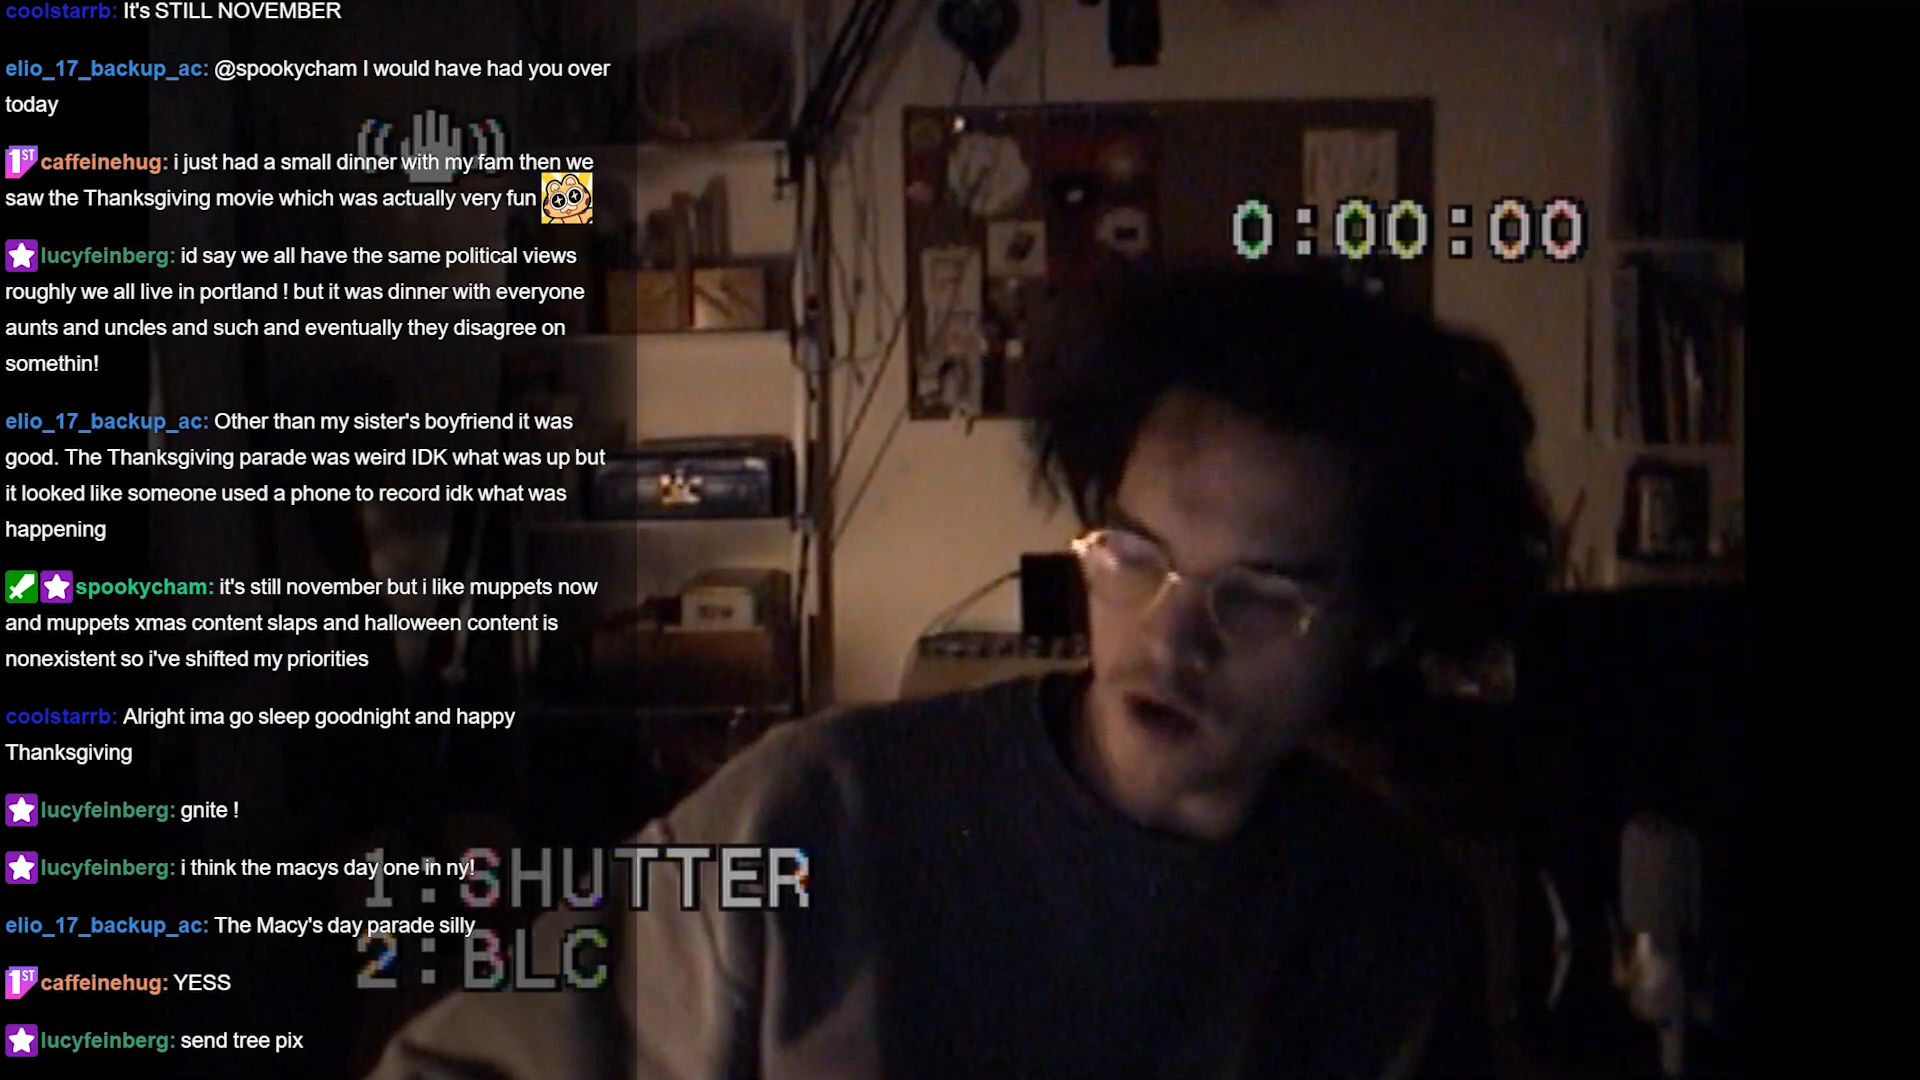 coolstarrb: It's STILL NOVEMBER
elio_17_backup_ac: @spookycham I would have had you over
today
1ST caffeinehug: i just had a small dinner with my fam then we
saw the Thanksgiving movie which was actually very fun
lucyfeinberg: id say we all have the same political views
roughly we all live in portland ! but it was dinner with everyone
aunts and uncles and such and eventually they disagree on
somethin!
elio_17_backup_ac: Other than my sister's boyfriend it was
good. The Thanksgiving parade was weird IDK what was up but
it looked like someone used a phone to record idk what was
happening
spookycham: it's still november but i like muppets now
and muppets xmas content slaps and halloween content is
nonexistent so i've shifted my priorities
coolstarrb: Alright ima go sleep goodnight and happy
Thanksgiving
lucyfeinberg: gnite !
lucyfeinberg: i think the macys day one in ny!
elio_17_backup_ac: The Macy's day parade silly
1ST caffeinehug: YESS
lucyfeinberg: send tree pix
0:00:00
1:SHUTTER
2:BLC